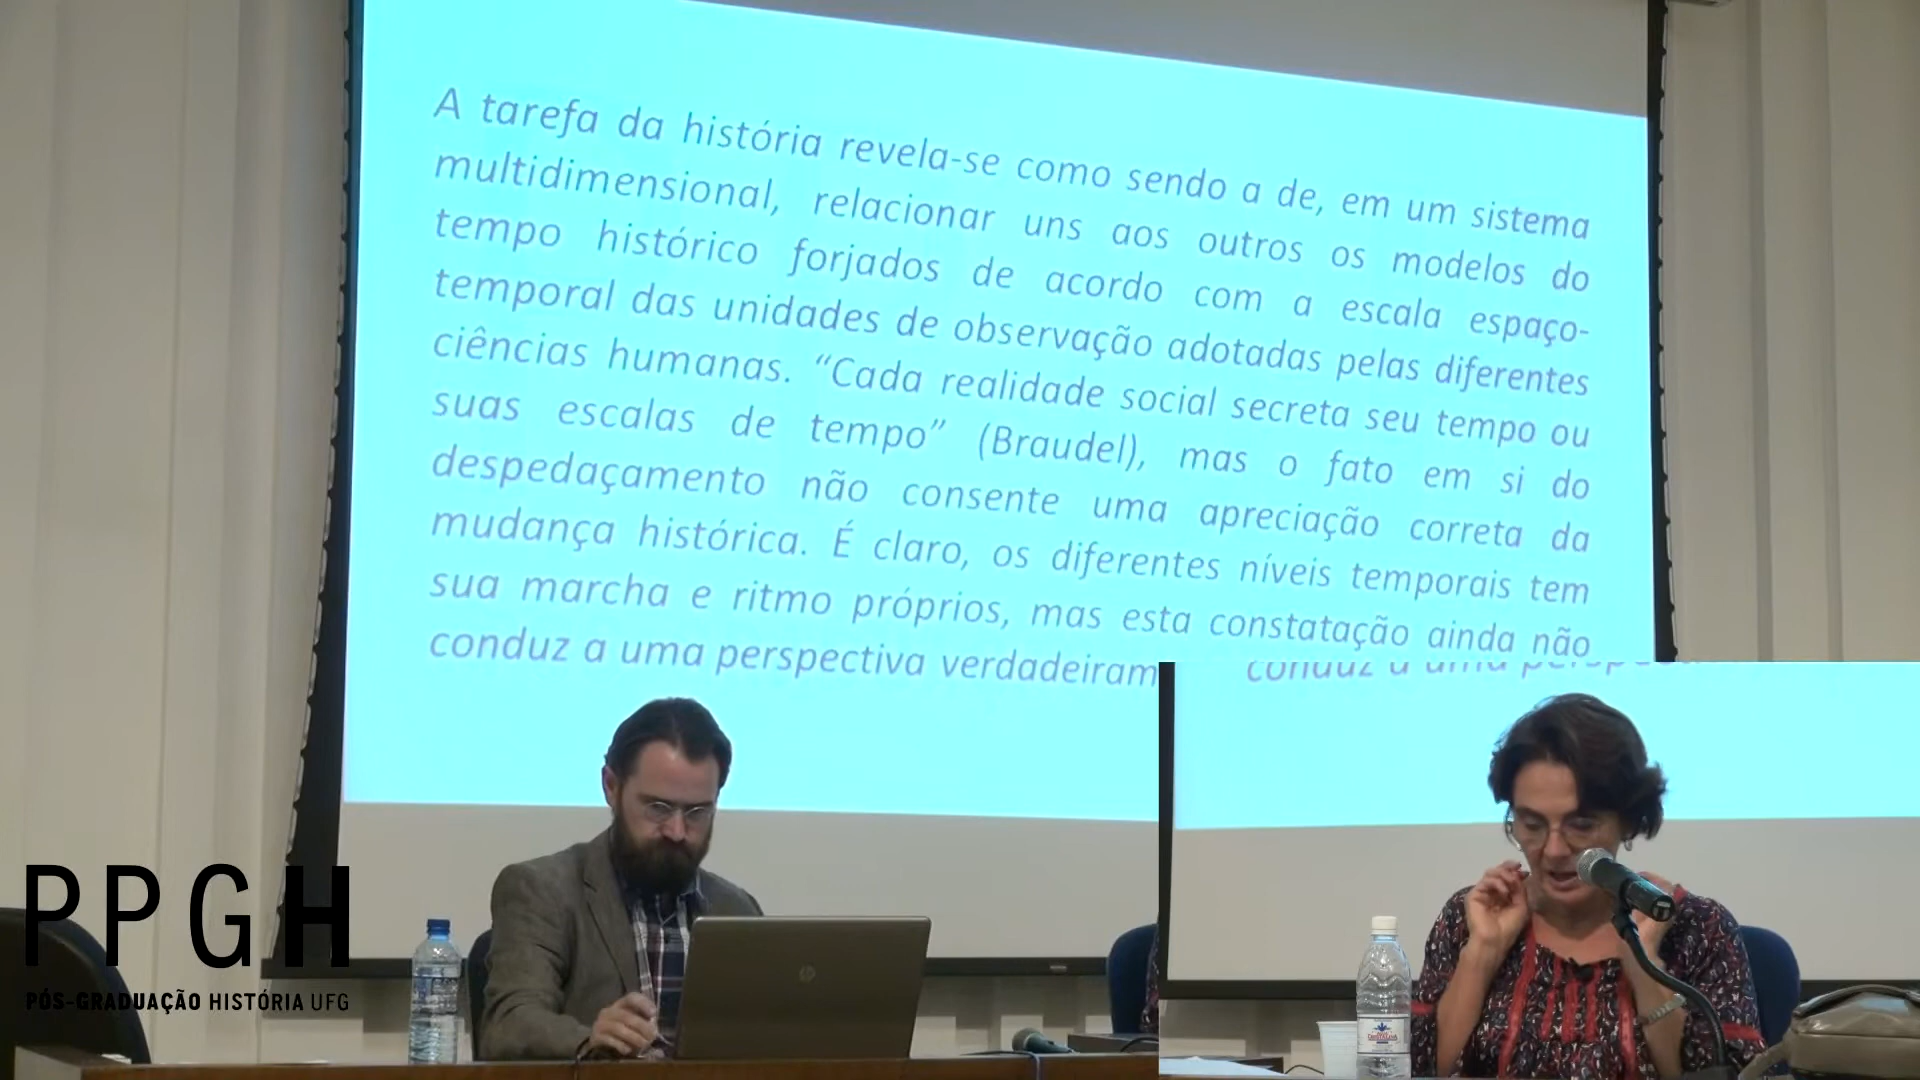 A tarefa da história revela-se como sendo a de, em um sistema
multidimensional, relacionar uns aos outros os modelos do
tempo histórico forjados de acordo com a escala espaço-
temporal das unidades de observação adotadas pelas diferentes
ciências humanas. “Cada realidade social secreta seu tempo ou
suas escalas de tempo” (Braudel), mas o fato em si do
despedaçamento não consente uma apreciação correta da
mudança histórica. É claro, os diferentes níveis temporais tem
sua marcha e ritmo próprios, mas esta constatação ainda não
conduz a uma perspectiva verdadeiram
conduz a uma
PPGH
PÓS-GRADUAÇÃO HISTÓRIA UFG
hp